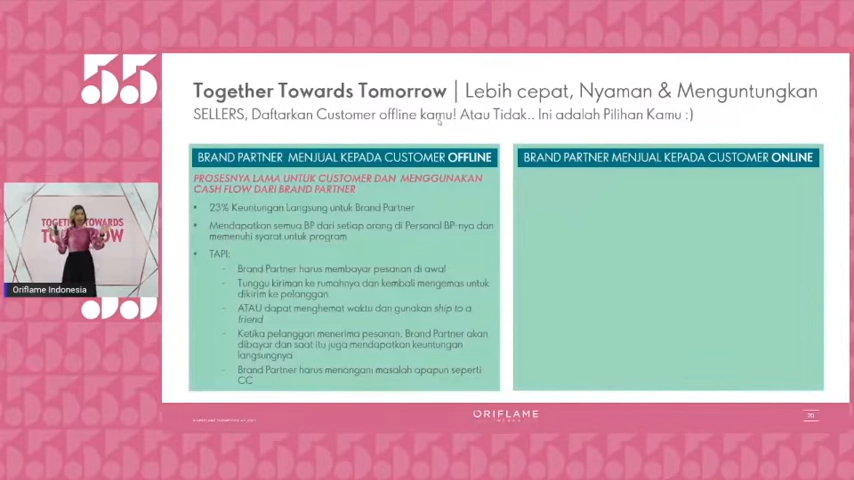 55
Together Towards Tomorrow | Lebih cepat, Nyaman & Menguntungkan
SELLERS, Daftarkan Customer offline kamu! Atau Tidak.. Ini adalah Pilihan Kamu :)
BRAND PARTNER MENJUAL KEPADA CUSTOMER OFFLINE
PROSESNYA LAMA UNTUK CUSTOMER DAN MENGGUNAKAN
CASH FLOW DARI BRAND PARTNER
• 23% Keuntungan Langsung untuk Brand Partner
• Mendapatkan semua BP dari setiap orang di Personal BP-nya dan
memenuhi syarat untuk program
• TAPI:
- Brand Partner harus membayar pesanan di awal
- Tunggu kiriman ke rumahnya dan kembali mengemas untuk
dikirim ke pelanggan
- ATAU dapat menghemat waktu dan gunakan ship to a
friend
- Ketika pelanggan menerima pesanan, Brand Partner akan
dibayar dan saat itu juga mendapatkan keuntungan
langsungnya
- Brand Partner harus menangani masalah apapun seperti
CC
BRAND PARTNER MENJUAL KEPADA CUSTOMER ONLINE
TOGETHER TOWARDS
Oriflame Indonesia
ORIFLAME